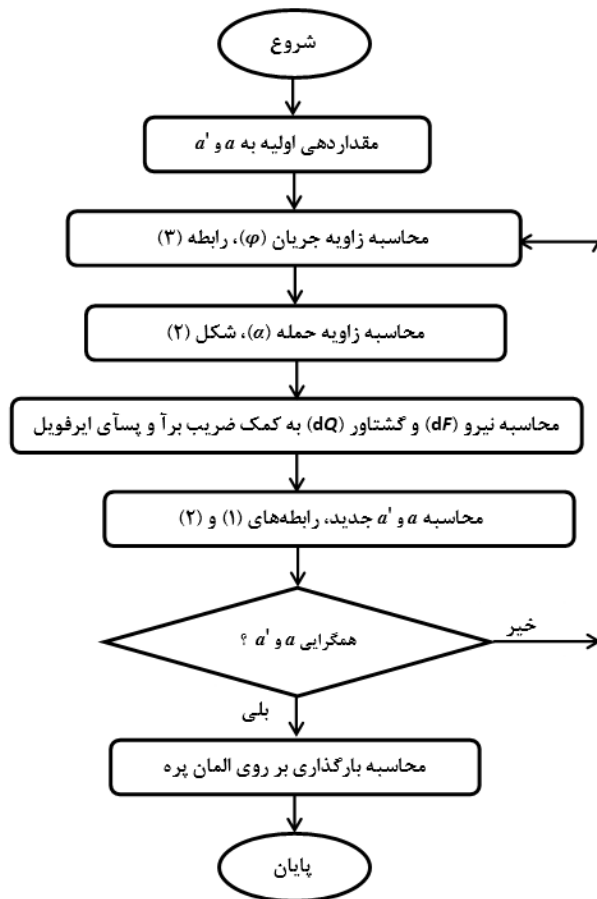 شروع
مقداردهی اولیه به a و a'
محاسبه زاویه جریان (φ)، رابطه (۳)
محاسبه زاویه حمله (α)، شکل (۲)
محاسبه نیرو (dF) و گشتاور (dQ) به کمک ضریب برآ و پسآی ایرفویل
محاسبه a و a' جدید، رابطه‌های (۱) و (۲)
همگرایی a و a' ؟
خیر
بلی
محاسبه بارگذاری بر روی المان پره
پایان